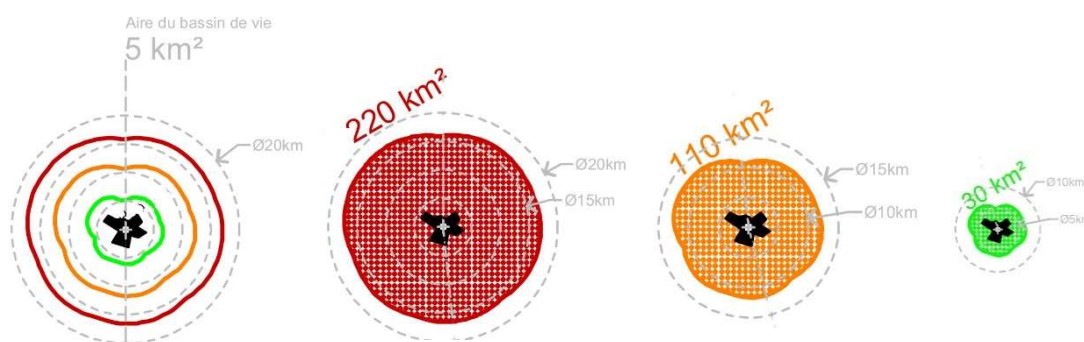 Aire du bassin de vie
5 km²
Ø20km
220 km²
Ø20km
Ø15km
110 km²
Ø15km
Ø10km
30 km²
Ø10km
Ø5km